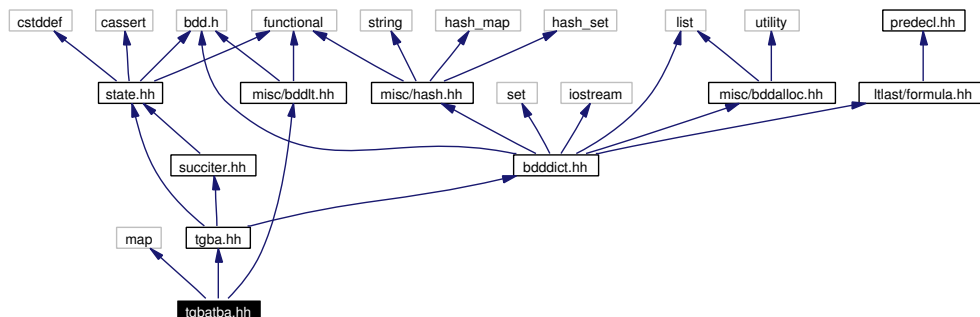 cstddef cassert bdd.h functional string hash_map hash_set list utility predecl.hh
state.hh misc/bddlt.hh misc/hash.hh set iostream misc/bddalloc.hh ltlast/formula.hh
succiter.hh bdddict.hh
map tgba.hh
tgbatba.hh